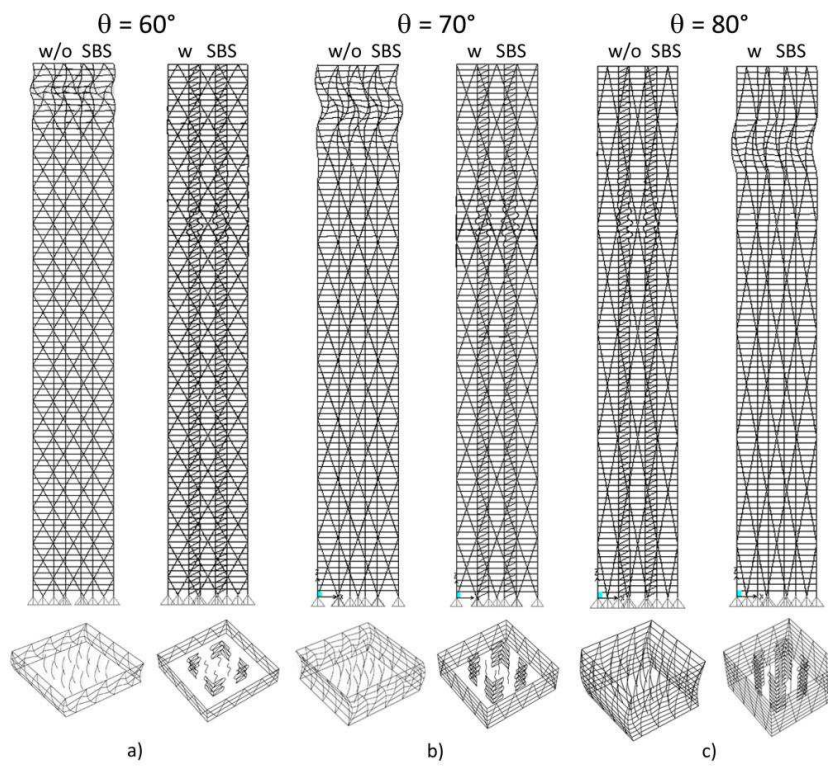 θ = 60° θ = 70° θ = 80°
w/o SBS w SBS w/o SBS w SBS w/o SBS w SBS
a) b) c)